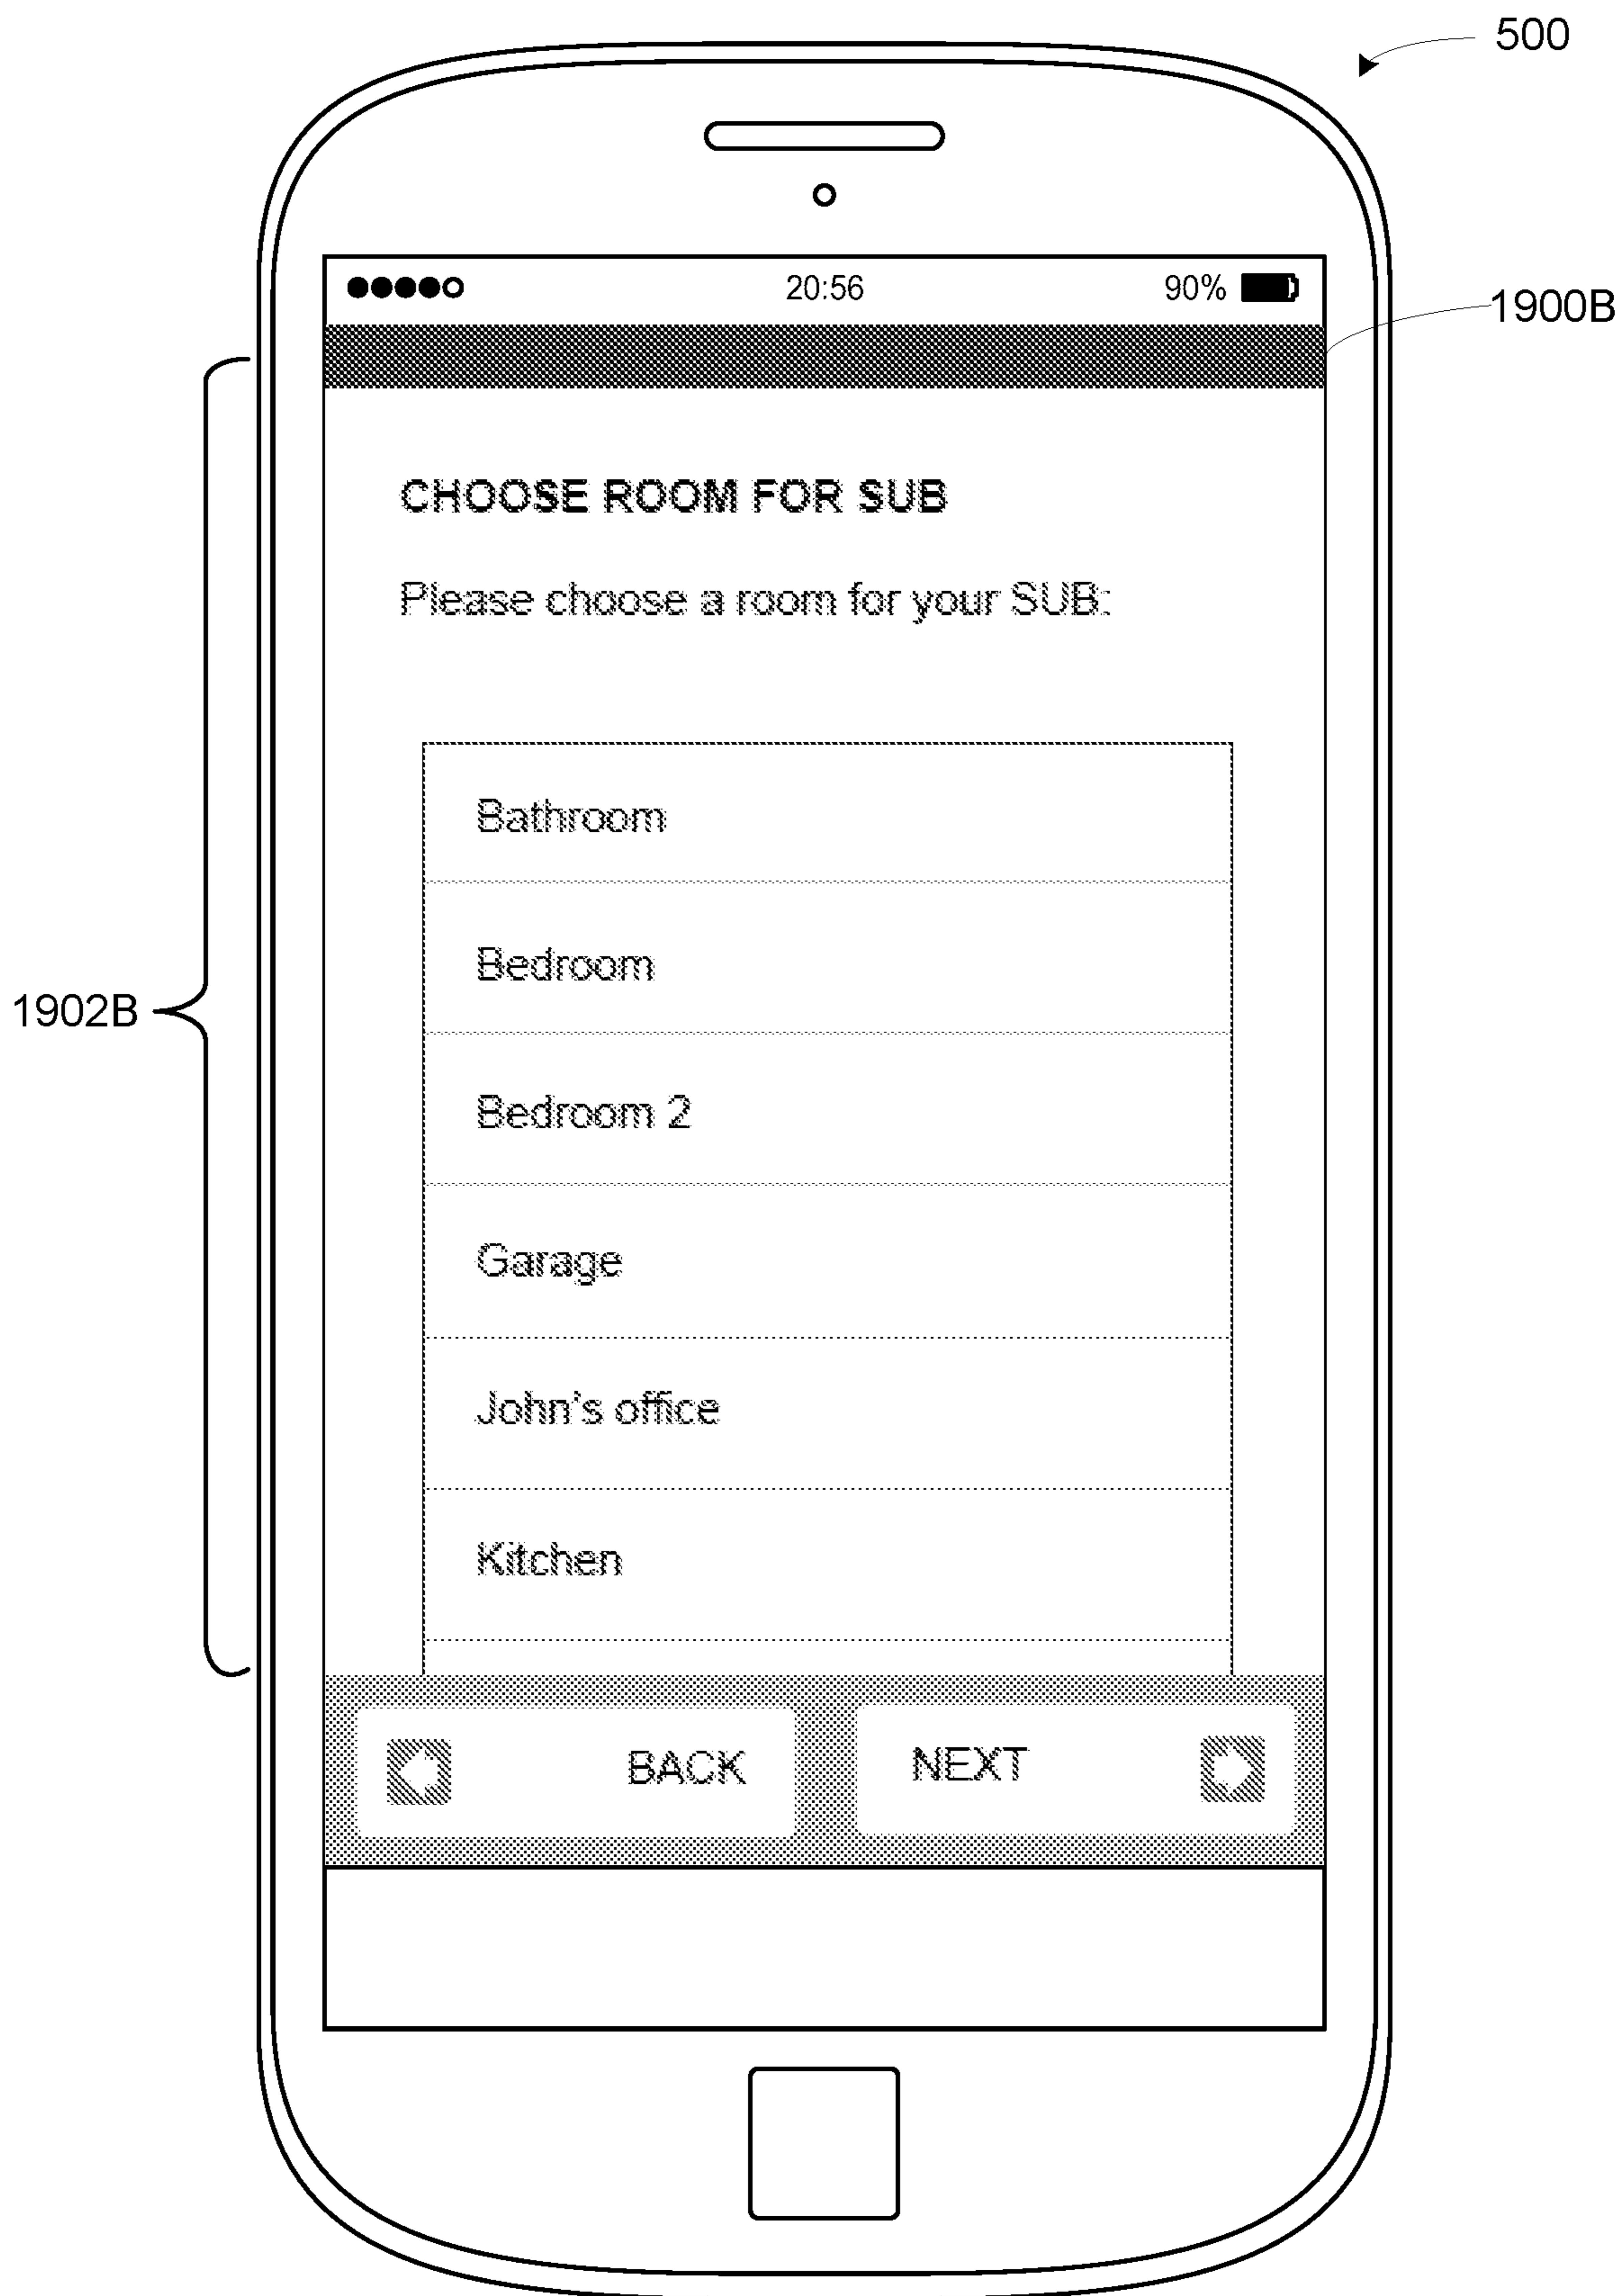 500
20:56
90%
1900B
CHOOSE ROOM FOR SUB
Please choose a room for your SUB:
Bathroom
Bedroom
1902B
Bedroom 2
Garage
John's office
Kitchen
BACK
NEXT